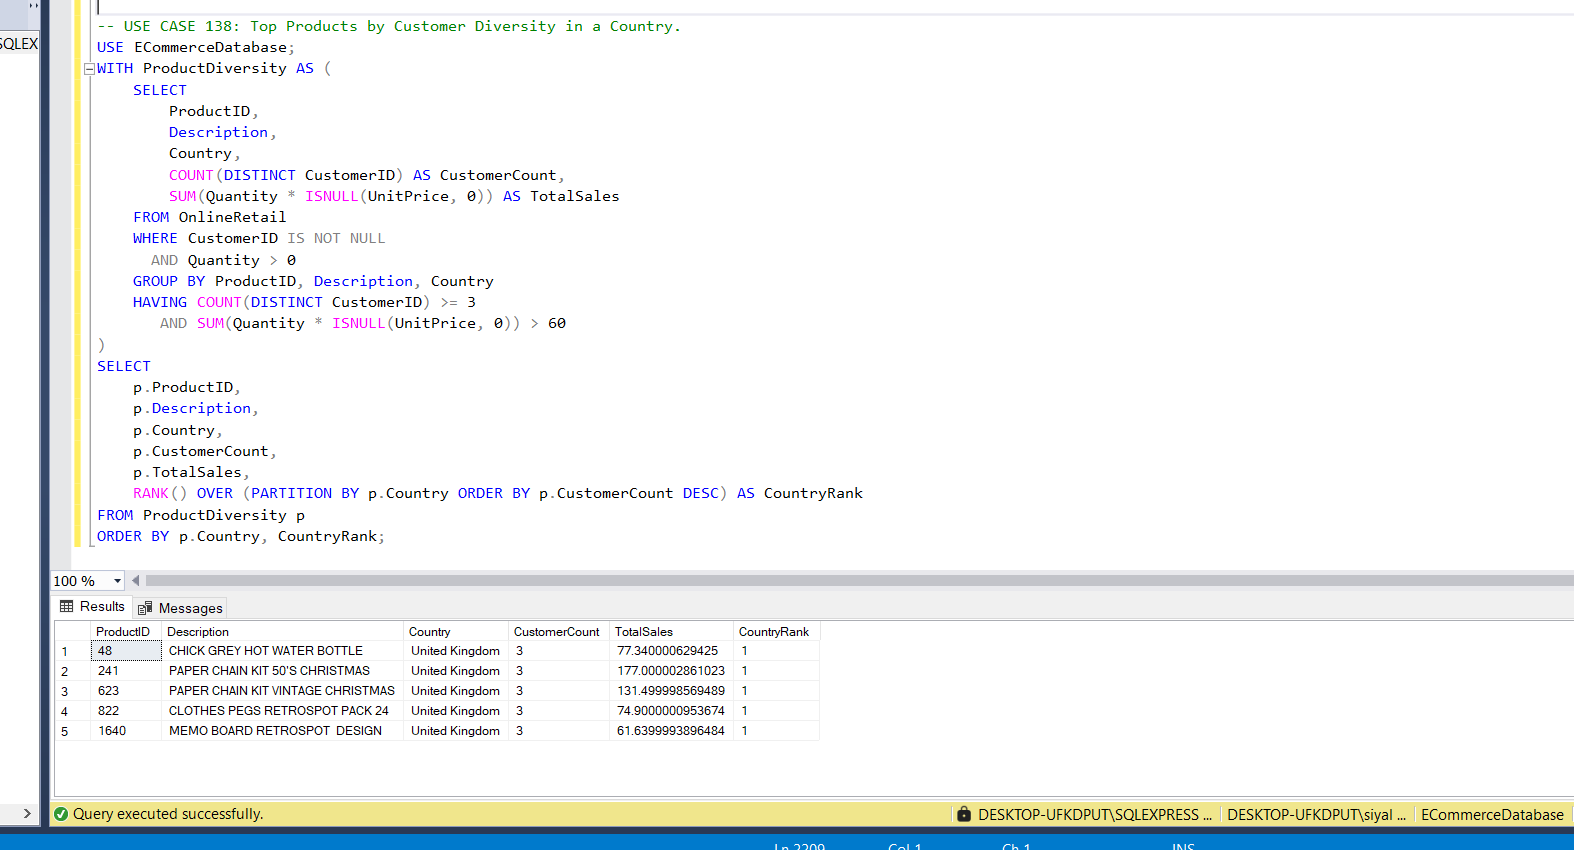 SQLEX
-- USE CASE 138: Top Products by Customer Diversity in a Country.
USE ECommerceDatabase;
WITH ProductDiversity AS (
    SELECT
        ProductID,
        Description,
        Country,
        COUNT(DISTINCT CustomerID) AS CustomerCount,
        SUM(Quantity * ISNULL(UnitPrice, 0)) AS TotalSales
    FROM OnlineRetail
    WHERE CustomerID IS NOT NULL
      AND Quantity > 0
    GROUP BY ProductID, Description, Country
    HAVING COUNT(DISTINCT CustomerID) >= 3
       AND SUM(Quantity * ISNULL(UnitPrice, 0)) > 60
)
SELECT
    p.ProductID,
    p.Description,
    p.Country,
    p.CustomerCount,
    p.TotalSales,
    RANK() OVER (PARTITION BY p.Country ORDER BY p.CustomerCount DESC) AS CountryRank
FROM ProductDiversity p
ORDER BY p.Country, CountryRank;
100 %
Results Messages
ProductID Description Country CustomerCount TotalSales CountryRank
1 48 CHICK GREY HOT WATER BOTTLE United Kingdom 3 77.340000629425 1
2 241 PAPER CHAIN KIT 50'S CHRISTMAS United Kingdom 3 177.000002861023 1
3 623 PAPER CHAIN KIT VINTAGE CHRISTMAS United Kingdom 3 131.499998569489 1
4 822 CLOTHES PEGS RETROSPOT PACK 24 United Kingdom 3 74.9000000953674 1
5 1640 MEMO BOARD RETROSPOT  DESIGN United Kingdom 3 61.6399993896484 1
Query executed successfully. DESKTOP-UFKDPUT\SQLEXPRESS ... DESKTOP-UFKDPUT\siyal ... ECommerceDatabase
Ln 2209 Col 1 Ch 1 INS